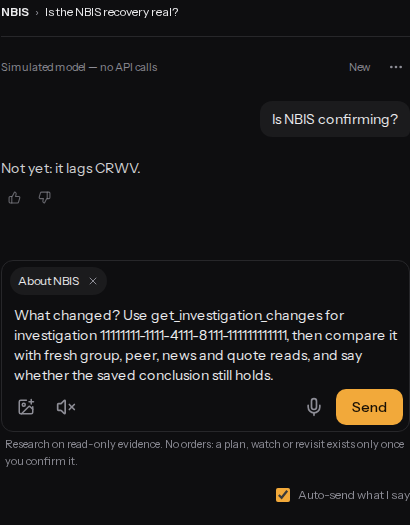 NBIS › Is the NBIS recovery real?
Simulated model — no API calls New ...
Is NBIS confirming?
Not yet: it lags CRWV.
About NBIS ×
What changed? Use get_investigation_changes for
investigation 11111111-1111-4111-8111-111111111111, then compare it
with fresh group, peer, news and quote reads, and say
whether the saved conclusion still holds.
Send
Research on read-only evidence. No orders: a plan, watch or revisit exists only once
you confirm it.
Auto-send what I say